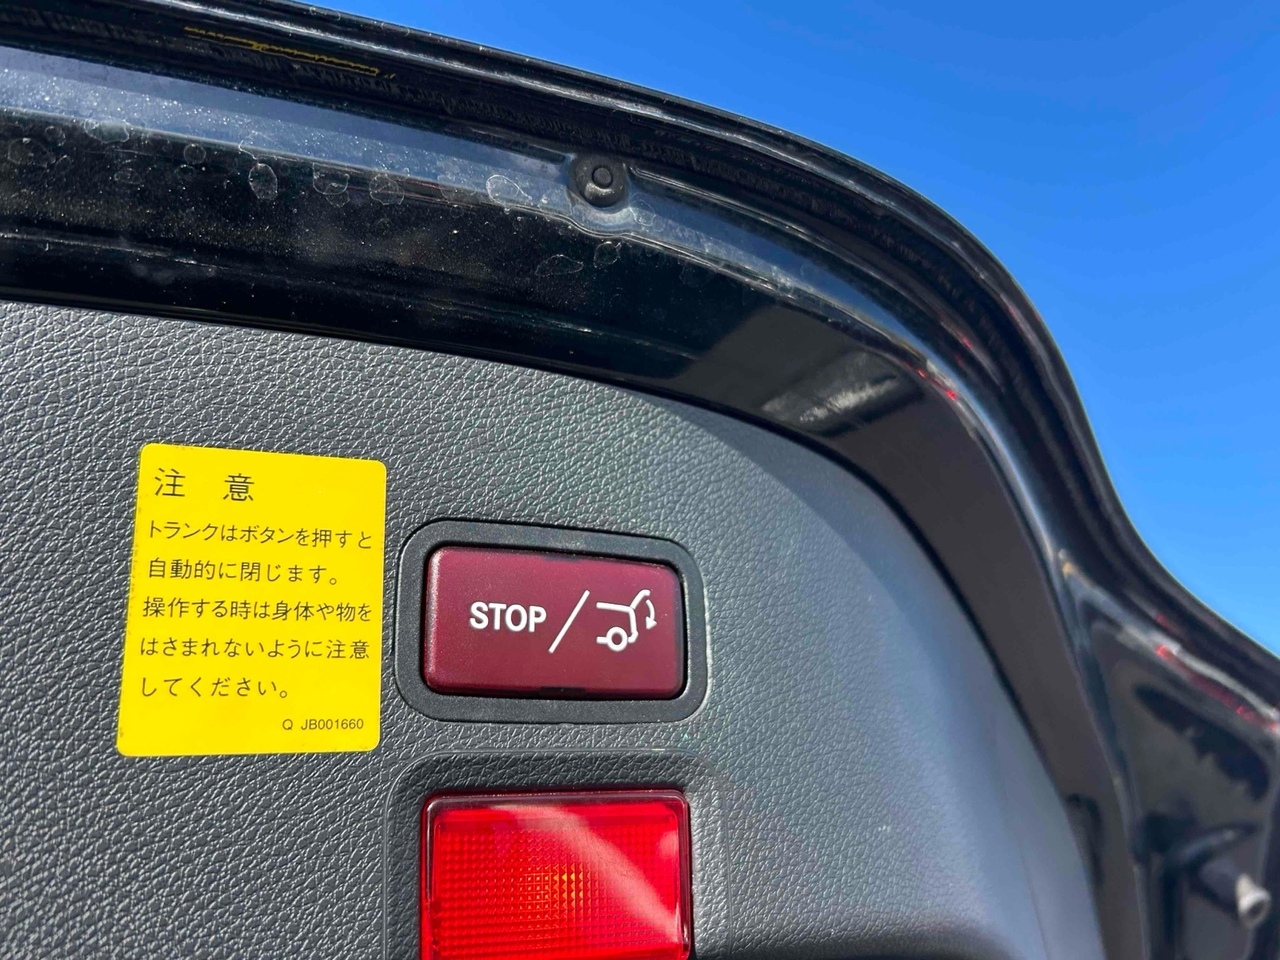 注 意
トランクはボタンを押すと
自動的に閉じます。
操作する時は身体や物を
はさまれないように注意
してください。
Q JB001660
STOP/